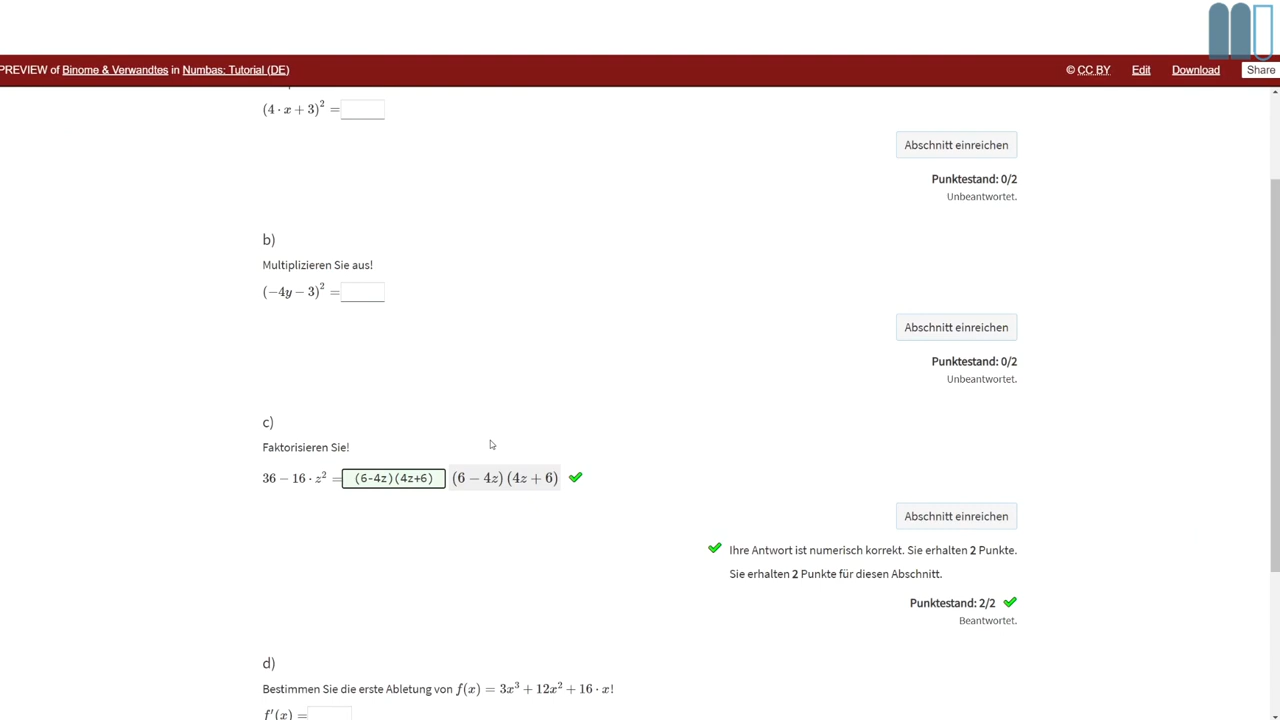 PREVIEW of Binome & Verwandtes in Numbas: Tutorial (DE) © CC BY Edit Download Share
(4 · x + 3)² =
Abschnitt einreichen
Punktestand: 0/2
Unbeantwortet.
b)
Multiplizieren Sie aus!
(−4y − 3)² =
Abschnitt einreichen
Punktestand: 0/2
Unbeantwortet.
c)
Faktorisieren Sie!
36 − 16 · z² = (6-4z)(4z+6) (6 − 4z) (4z + 6)
Abschnitt einreichen
Ihre Antwort ist numerisch korrekt. Sie erhalten 2 Punkte.
Sie erhalten 2 Punkte für diesen Abschnitt.
Punktestand: 2/2
Beantwortet.
d)
Bestimmen Sie die erste Abletung von f(x) = 3x³ + 12x² + 16 · x!
f′(x) =